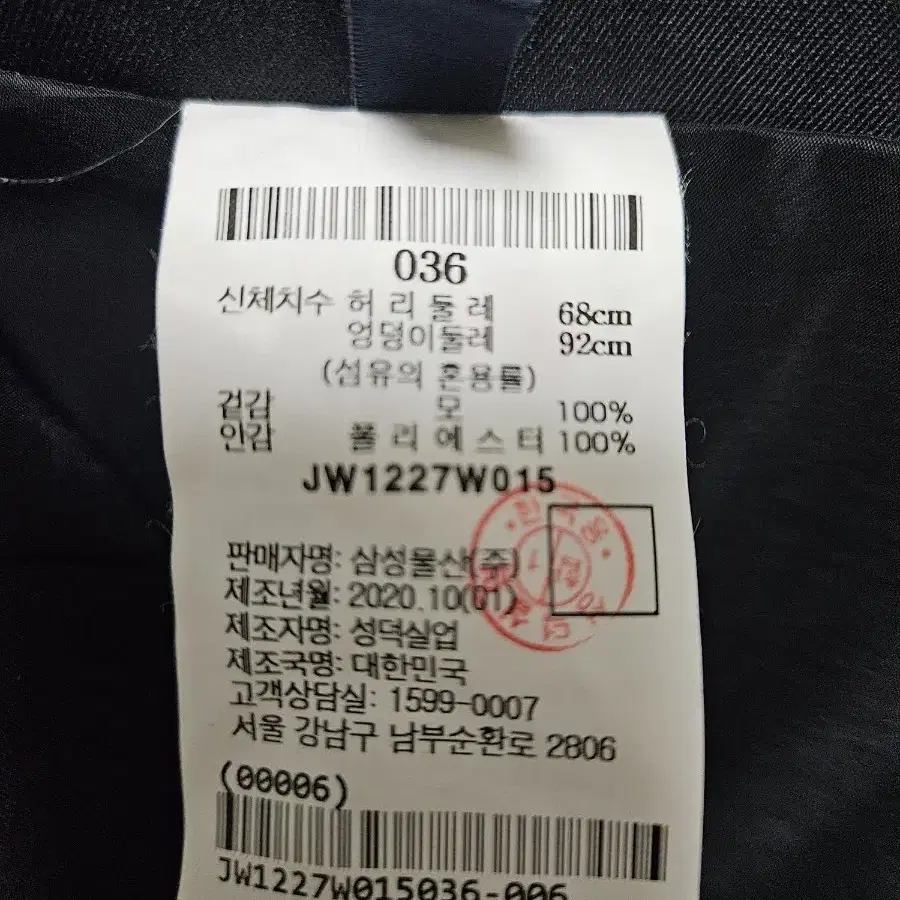 036
신체치수 허 리 둘 레 68cm
엉덩이둘레 92cm
(섬유의 혼용률)
겉감 모 100%
인감 폴 리 에 스 터 100%
JW1227W015
판매자명: 삼성물산(주)
제조년월: 2020.10(01)
제조자명: 성덕실업
제조국명: 대한민국
고객상담실: 1599-0007
서울 강남구 남부순환로 2806
(00006)
JW1227W015036-006